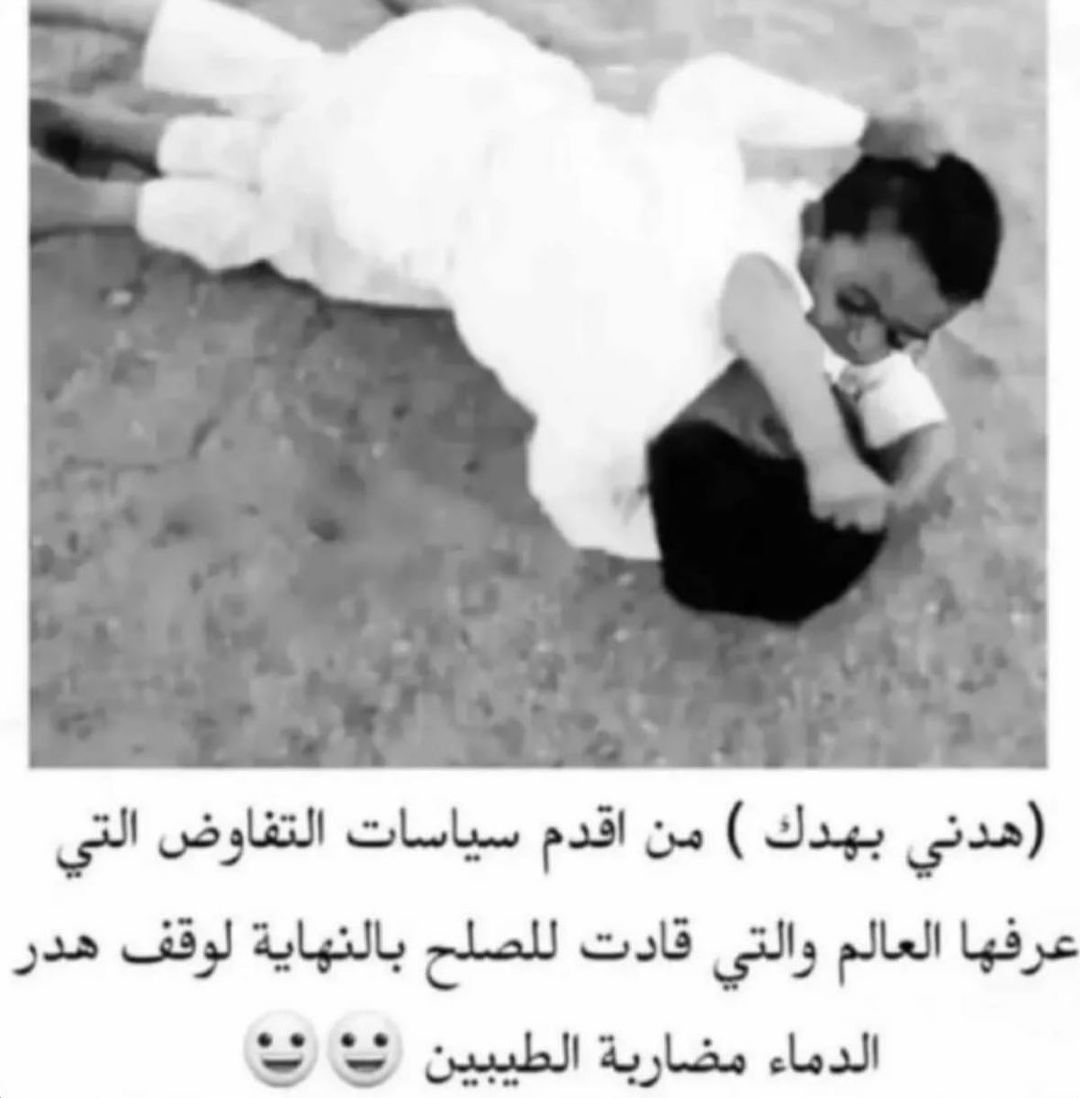 (هدني بهدك ) من اقدم سياسات التفاوض التي
عرفها العالم والتي قادت للصلح بالنهاية لوقف هدر
الدماء مضاربة الطيبين 😀😀